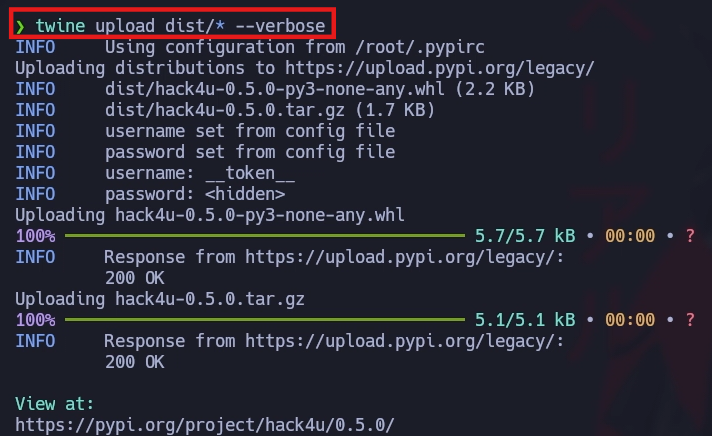 ❯ twine upload dist/* --verbose
INFO     Using configuration from /root/.pypirc
Uploading distributions to https://upload.pypi.org/legacy/
INFO     dist/hack4u-0.5.0-py3-none-any.whl (2.2 KB)
INFO     dist/hack4u-0.5.0.tar.gz (1.7 KB)
INFO     username set from config file
INFO     password set from config file
INFO     username: __token__
INFO     password: <hidden>
Uploading hack4u-0.5.0-py3-none-any.whl
100% ━━━━━━━━━━━━━━━━━━━━━━━━━━━━━━━━━━━━━━━━ 5.7/5.7 kB • 00:00 • ?
INFO     Response from https://upload.pypi.org/legacy/:
         200 OK
Uploading hack4u-0.5.0.tar.gz
100% ━━━━━━━━━━━━━━━━━━━━━━━━━━━━━━━━━━━━━━━━ 5.1/5.1 kB • 00:00 • ?
INFO     Response from https://upload.pypi.org/legacy/:
         200 OK
View at:
https://pypi.org/project/hack4u/0.5.0/